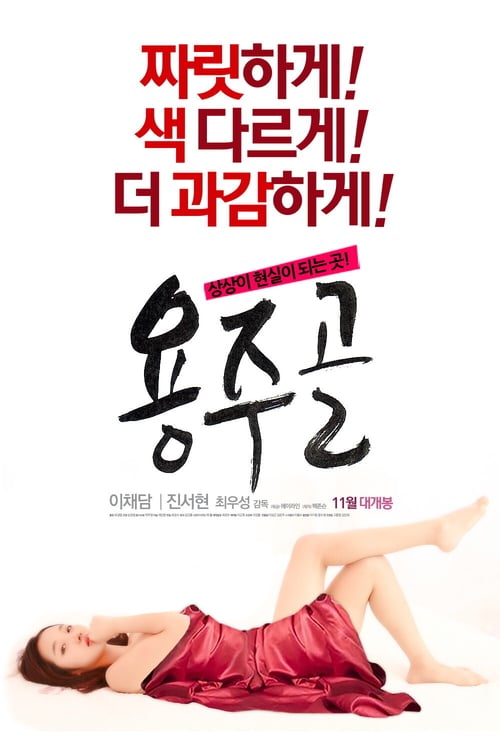 짜릿하게!
색 다르게!
더 과감하게!
상상이 현실이 되는 곳!
용주골
이채담 | 진서현 최우성 감독
11월 대개봉